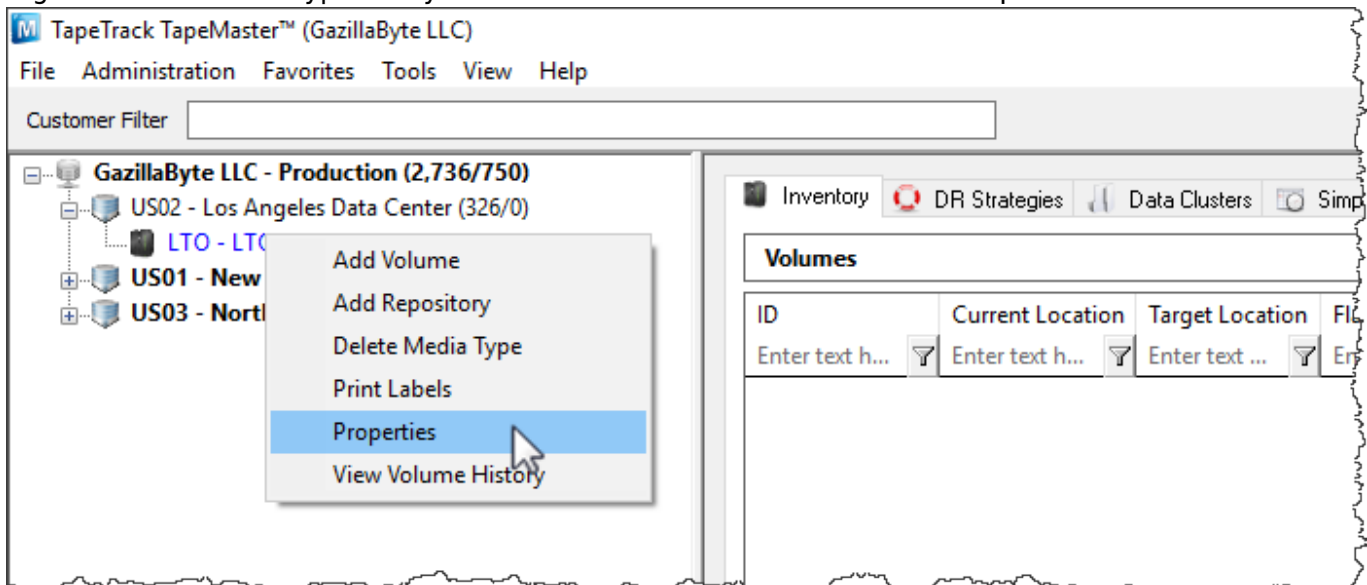 TapeTrack TapeMaster™ (GazillaByte LLC)
File Administration Favorites Tools View Help
Customer Filter
GazillaByte LLC - Production (2,736/750)
US02 - Los Angeles Data Center (326/0)
LTO - LTO
US01 - New
US03 - North
Add Volume
Add Repository
Delete Media Type
Print Labels
Properties
View Volume History
Inventory DR Strategies Data Clusters Simp
Volumes
ID Current Location Target Location
Enter text h... Enter text h... Enter text ...